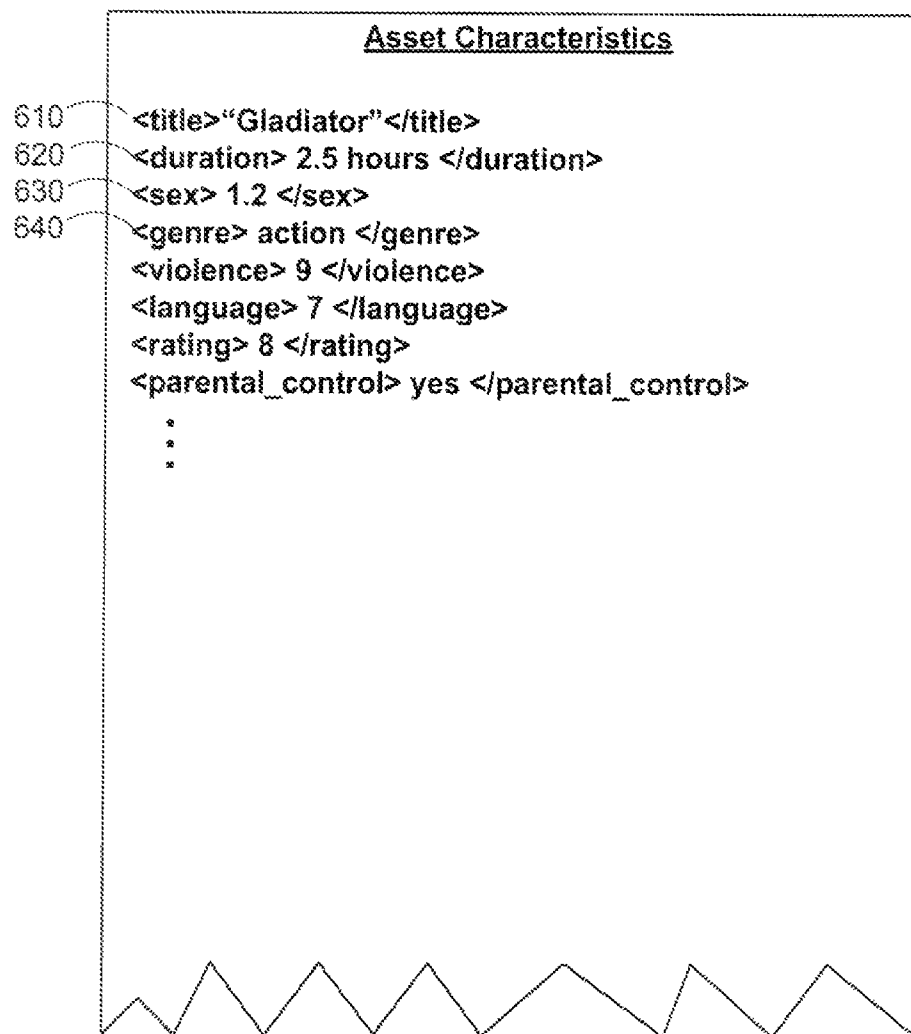 Asset Characteristics
610 <title>“Gladiator”</title>
620 <duration> 2.5 hours </duration>
630 <sex> 1.2 </sex>
640 <genre> action </genre>
<violence> 9 </violence>
<language> 7 </language>
<rating> 8 </rating>
<parental_control> yes </parental_control>